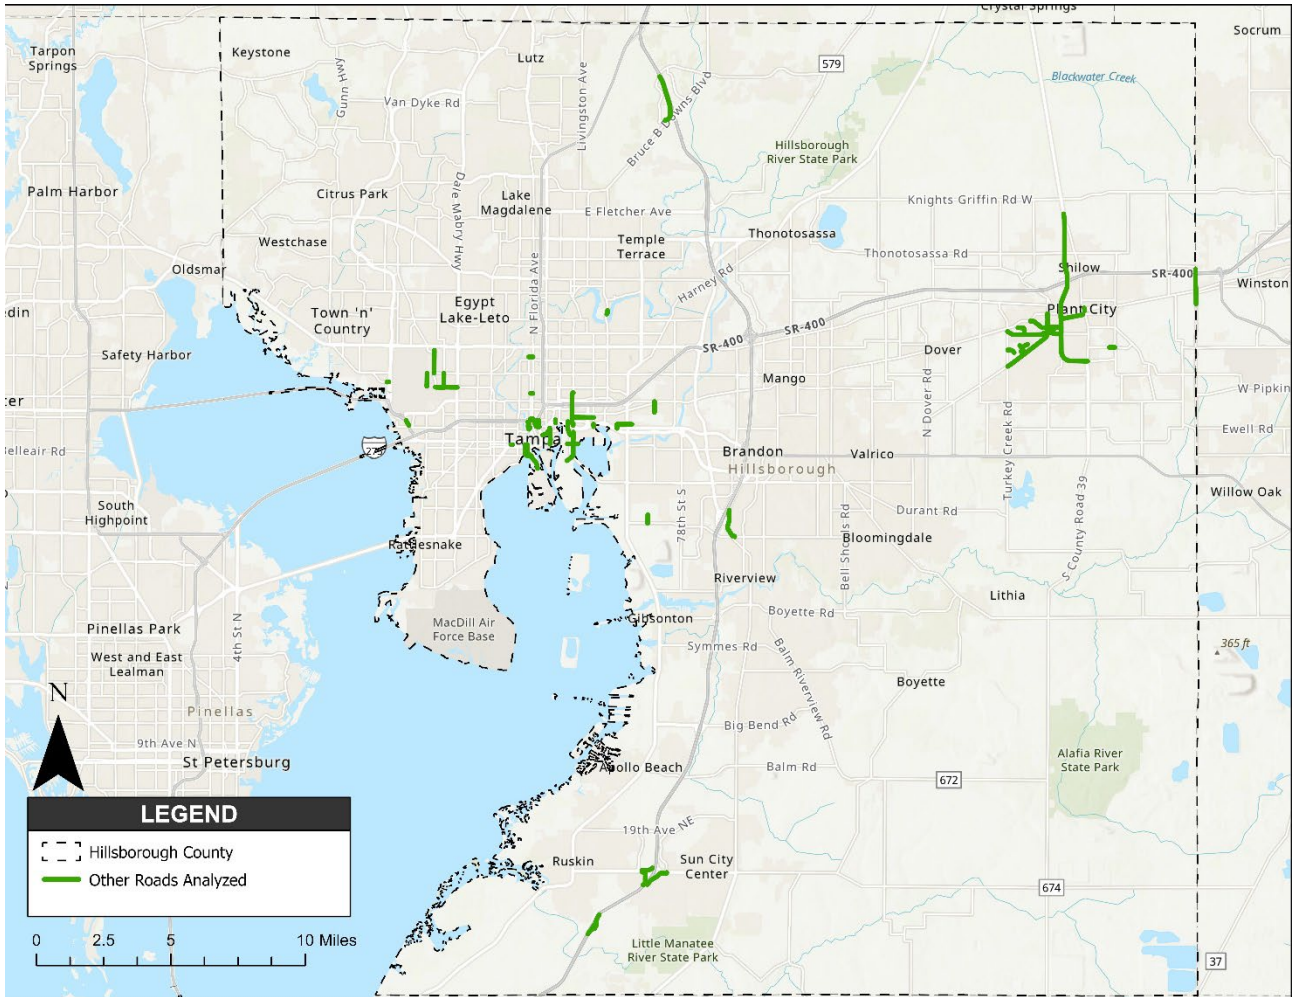 Crystal Springs
Tarpon
Springs
Keystone
Lutz
579
Socrum
Gunn Hwy
Van Dyke Rd
Livingston Ave
Bruce B Downs Blvd
Blackwater Creek
Hillsborough
River State Park
Palm Harbor
Citrus Park
Dale Mabry Hwy
Lake
Magdalene
E Fletcher Ave
Knights Griffin Rd W
Westchase
Temple
Terrace
Thonotosassa
Thonotosassa Rd
Oldsmar
N Florida Ave
Harney Rd
Shilow
SR-400
Winston
edin
Town 'n'
Country
Egypt
Lake-Leto
Plant City
SR-400
SR-400
Safety Harbor
Dover
Mango
N Dover Rd
W Pipkin
ter
Turkey Creek Rd
Ewell Rd
Belleair Rd
275
Tampa
Brandon
Hillsborough
Valrico
S County Road 39
Willow Oak
South
Highpoint
78th St S
Durant Rd
Bell Shoals Rd
Bloomingdale
Rattlesnake
Riverview
Lithia
Boyette Rd
Pinellas Park
4th St N
MacDill Air
Force Base
Gibsonton
Symmes Rd
365 ft
West and East
Lealman
Balm Riverview Rd
Boyette
N
Pinellas
Big Bend Rd
9th Ave N
St Petersburg
Alafia River
State Park
Apollo Beach
Balm Rd
672
LEGEND
Hillsborough County
Other Roads Analyzed
19th Ave NE
Ruskin
Sun City
Center
674
0 2.5 5 10 Miles
Little Manatee
River State Park
37